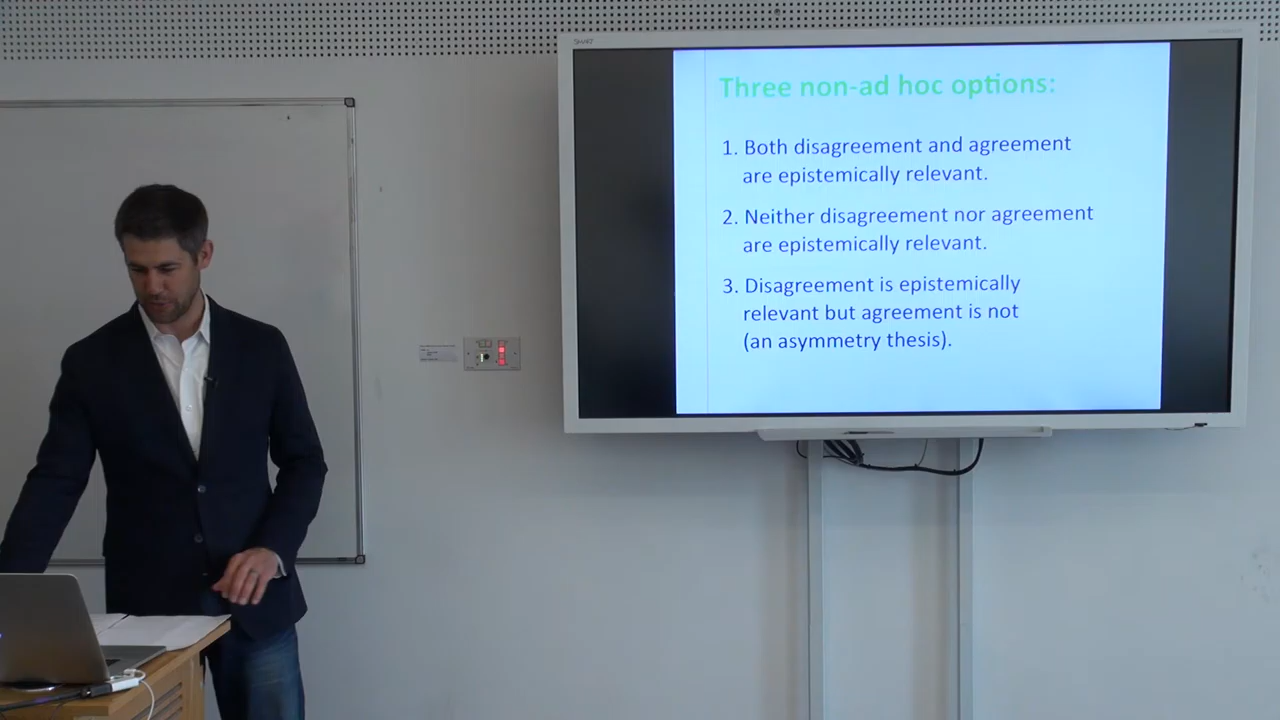 SMART
Three non-ad hoc options:
1. Both disagreement and agreement
are epistemically relevant.
2. Neither disagreement nor agreement
are epistemically relevant.
3. Disagreement is epistemically
relevant but agreement is not
(an asymmetry thesis).